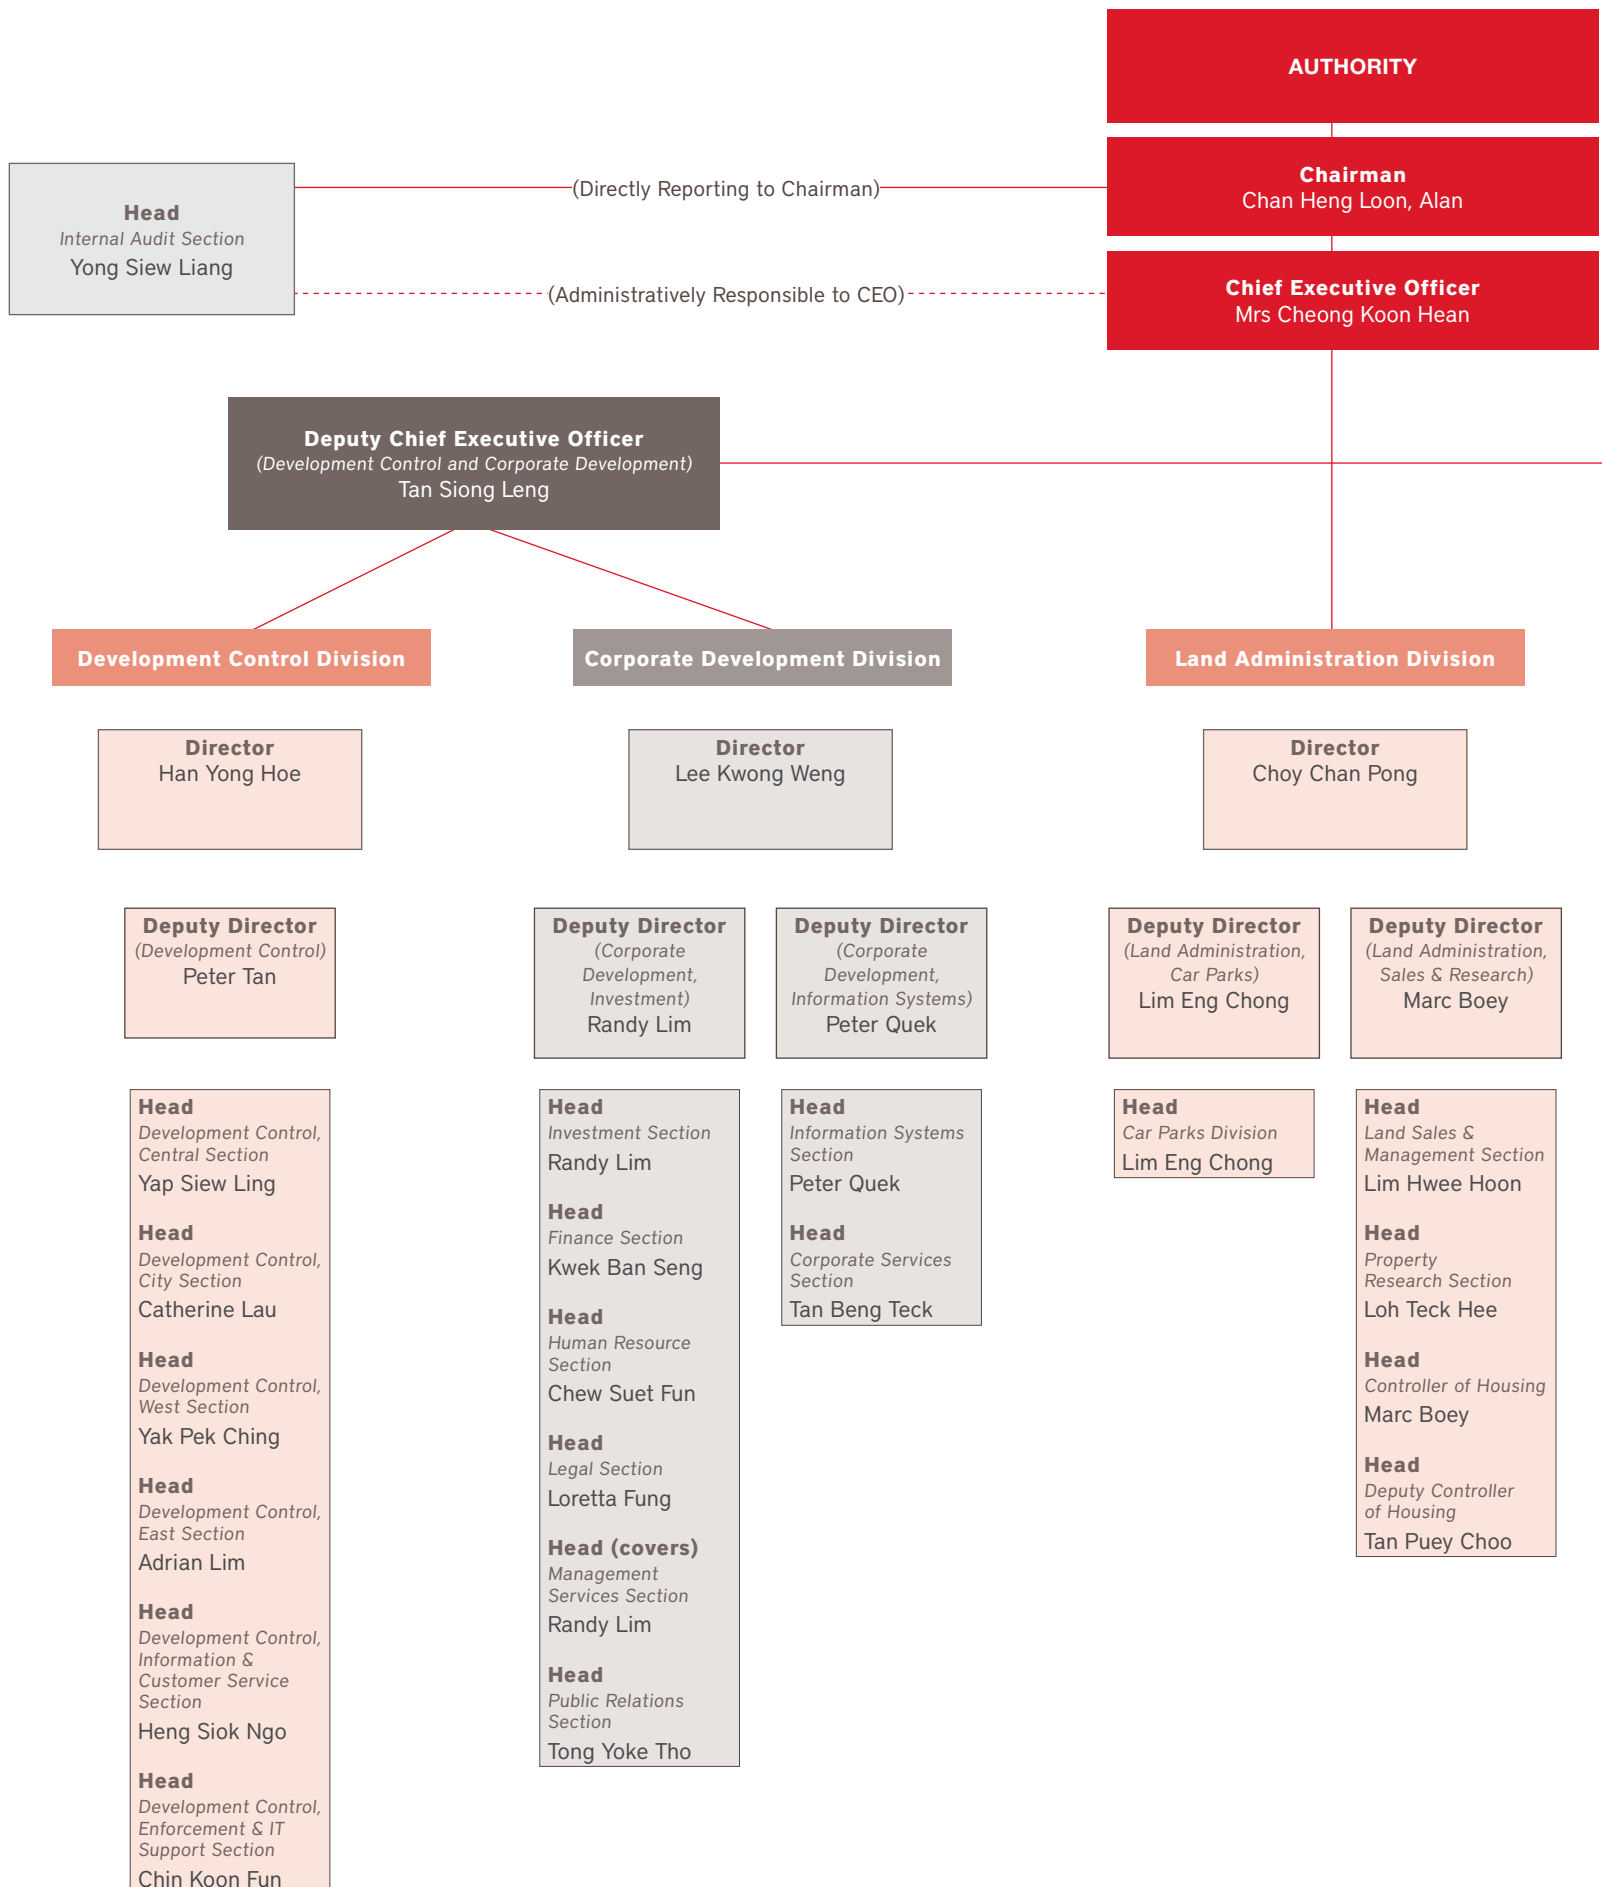 AUTHORITY
Chairman
Chan Heng Loon, Alan
(Directly Reporting to Chairman)
Head
Internal Audit Section
Yong Siew Liang
(Administratively Responsible to CEO)
Chief Executive Officer
Mrs Cheong Koon Hean
Deputy Chief Executive Officer
(Development Control and Corporate Development)
Tan Siong Leng
Development Control Division
Director
Han Yong Hoe
Deputy Director
(Development Control)
Peter Tan
Head
Development Control,
Central Section
Yap Siew Ling
Head
Development Control,
City Section
Catherine Lau
Head
Development Control,
West Section
Yak Pek Ching
Head
Development Control,
East Section
Adrian Lim
Head
Development Control,
Information &
Customer Service
Section
Heng Siok Ngo
Head
Development Control,
Enforcement & IT
Support Section
Chin Koon Fun
Corporate Development Division
Director
Lee Kwong Weng
Deputy Director
(Corporate
Development,
Investment)
Randy Lim
Head
Investment Section
Randy Lim
Head
Finance Section
Kwek Ban Seng
Head
Human Resource
Section
Chew Suet Fun
Head
Legal Section
Loretta Fung
Head (covers)
Management
Services Section
Randy Lim
Head
Public Relations
Section
Tong Yoke Tho
Deputy Director
(Corporate
Development,
Information Systems)
Peter Quek
Head
Information Systems
Section
Peter Quek
Head
Corporate Services
Section
Tan Beng Teck
Land Administration Division
Director
Choy Chan Pong
Deputy Director
(Land Administration,
Car Parks)
Lim Eng Chong
Head
Car Parks Division
Lim Eng Chong
Deputy Director
(Land Administration,
Sales & Research)
Marc Boey
Head
Land Sales &
Management Section
Lim Hwee Hoon
Head
Property
Research Section
Loh Teck Hee
Head
Controller of Housing
Marc Boey
Head
Deputy Controller
of Housing
Tan Puey Choo